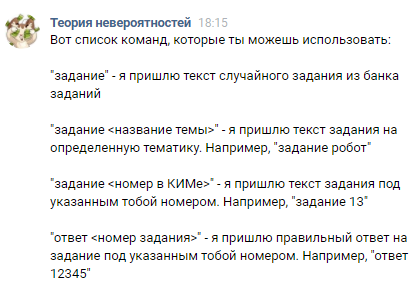 Теория невероятностей 18:15
Вот список команд, которые ты можешь использовать:
"задание" - я пришлю текст случайного задания из банка
заданий
"задание <название темы>" - я пришлю текст задания на
определенную тематику. Например, "задание робот"
"задание <номер в КИМе>" - я пришлю текст задания под
указанным тобой номером. Например, "задание 13"
"ответ <номер задания>" - я пришлю правильный ответ на
задание под указанным тобой номером. Например, "ответ
12345"